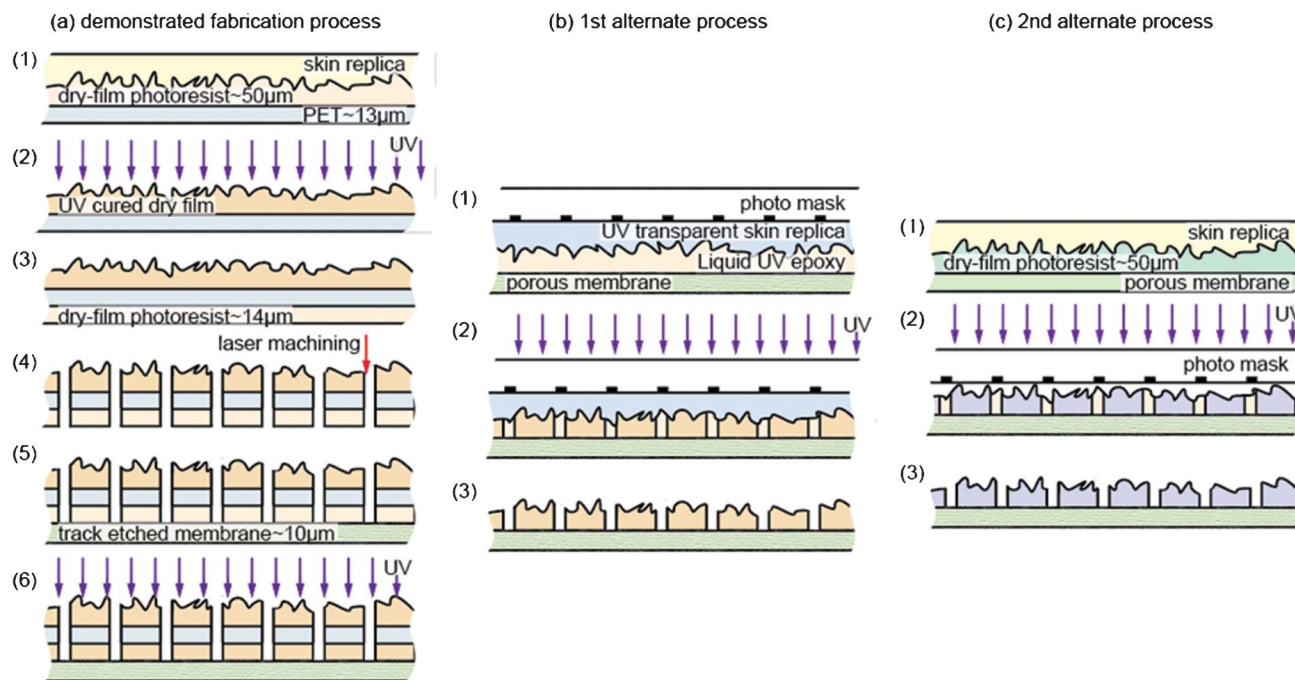 (a) demonstrated fabrication process
(1)
skin replica
dry-film photoresist~50µm
PET~13µm
(2)
UV
UV cured dry film
(3)
dry-film photoresist~14µm
laser machining
(4)
(5)
track etched membrane~10µm
(6)
UV
(b) 1st alternate process
(1)
photo mask
UV transparent skin replica
Liquid UV epoxy
porous membrane
(2)
UV
(3)
(c) 2nd alternate process
(1)
skin replica
dry-film photoresist~50µm
porous membrane
(2)
UV
photo mask
(3)